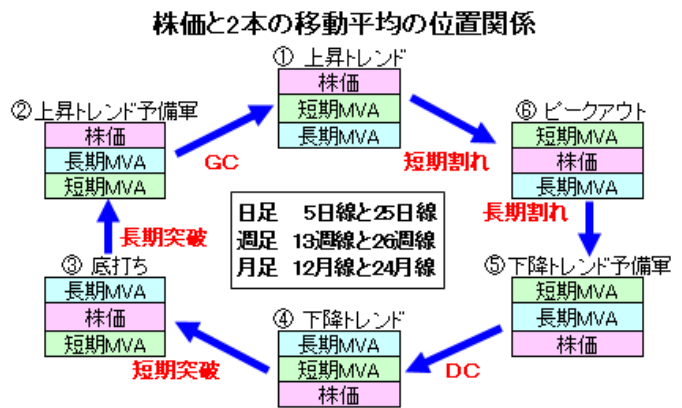 株価と2本の移動平均の位置関係
① 上昇トレンド
株価
短期MVA
長期MVA
② 上昇トレンド予備軍
株価
長期MVA
短期MVA
GC
短期割れ
⑥ ピークアウト
短期MVA
株価
長期MVA
長期割れ
長期突破
日足 5日線と25日線
週足 13週線と26週線
月足 12月線と24月線
③ 底打ち
長期MVA
株価
短期MVA
⑤下降トレンド予備軍
短期MVA
長期MVA
株価
④ 下降トレンド
長期MVA
短期MVA
株価
短期突破
DC